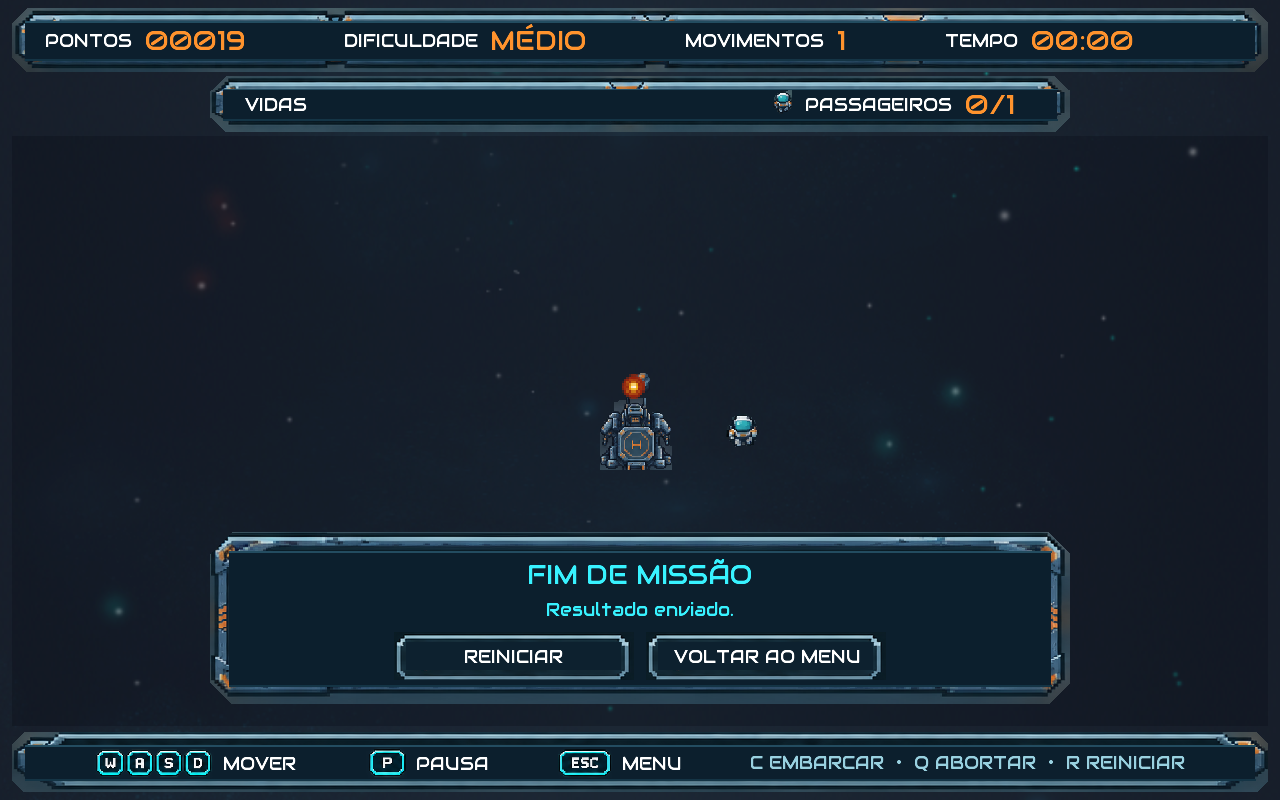 PONTOS 00019 DIFICULDADE MÉDIO MOVIMENTOS 1 TEMPO 00:00
VIDAS PASSAGEIROS 0/1
H
FIM DE MISSÃO
Resultado enviado.
REINICIAR VOLTAR AO MENU
W A S D MOVER P PAUSA ESC MENU C EMBARCAR • Q ABORTAR • R REINICIAR